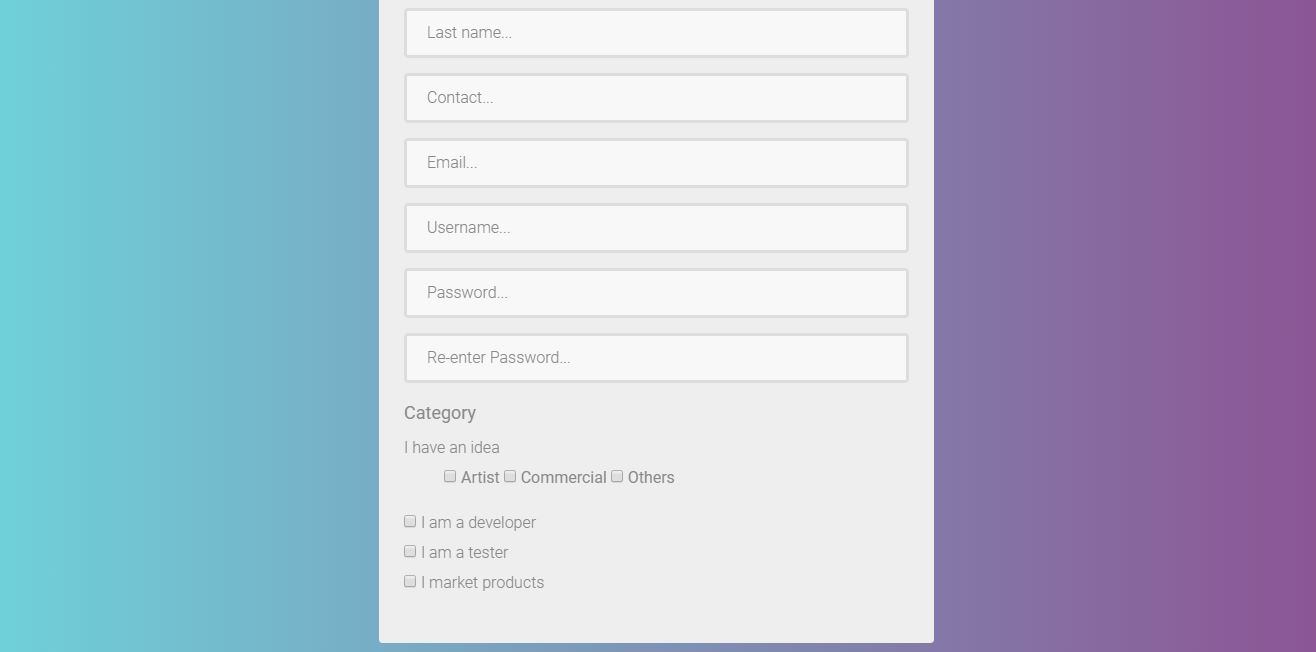 Last name...
Contact...
Email...
Username...
Password...
Re-enter Password...
Category
I have an idea
Artist Commercial Others
I am a developer
I am a tester
I market products